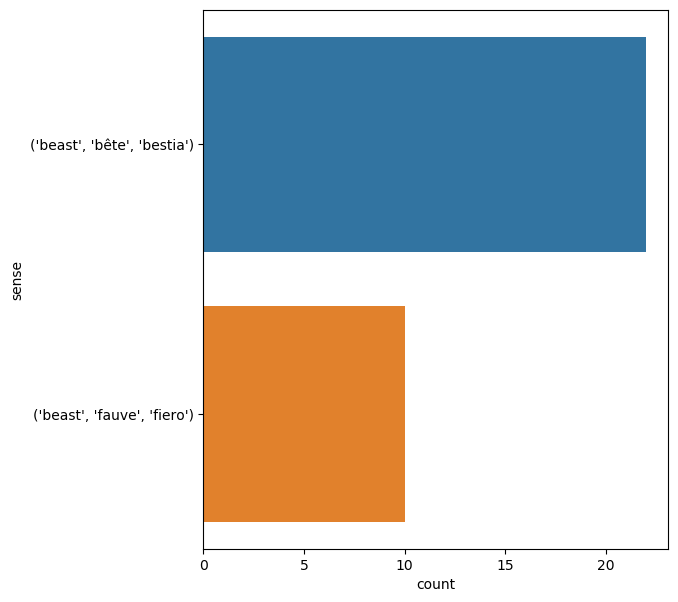 sense
('beast', 'bête', 'bestia')
('beast', 'fauve', 'fiero')
0 5 10 15 20
count